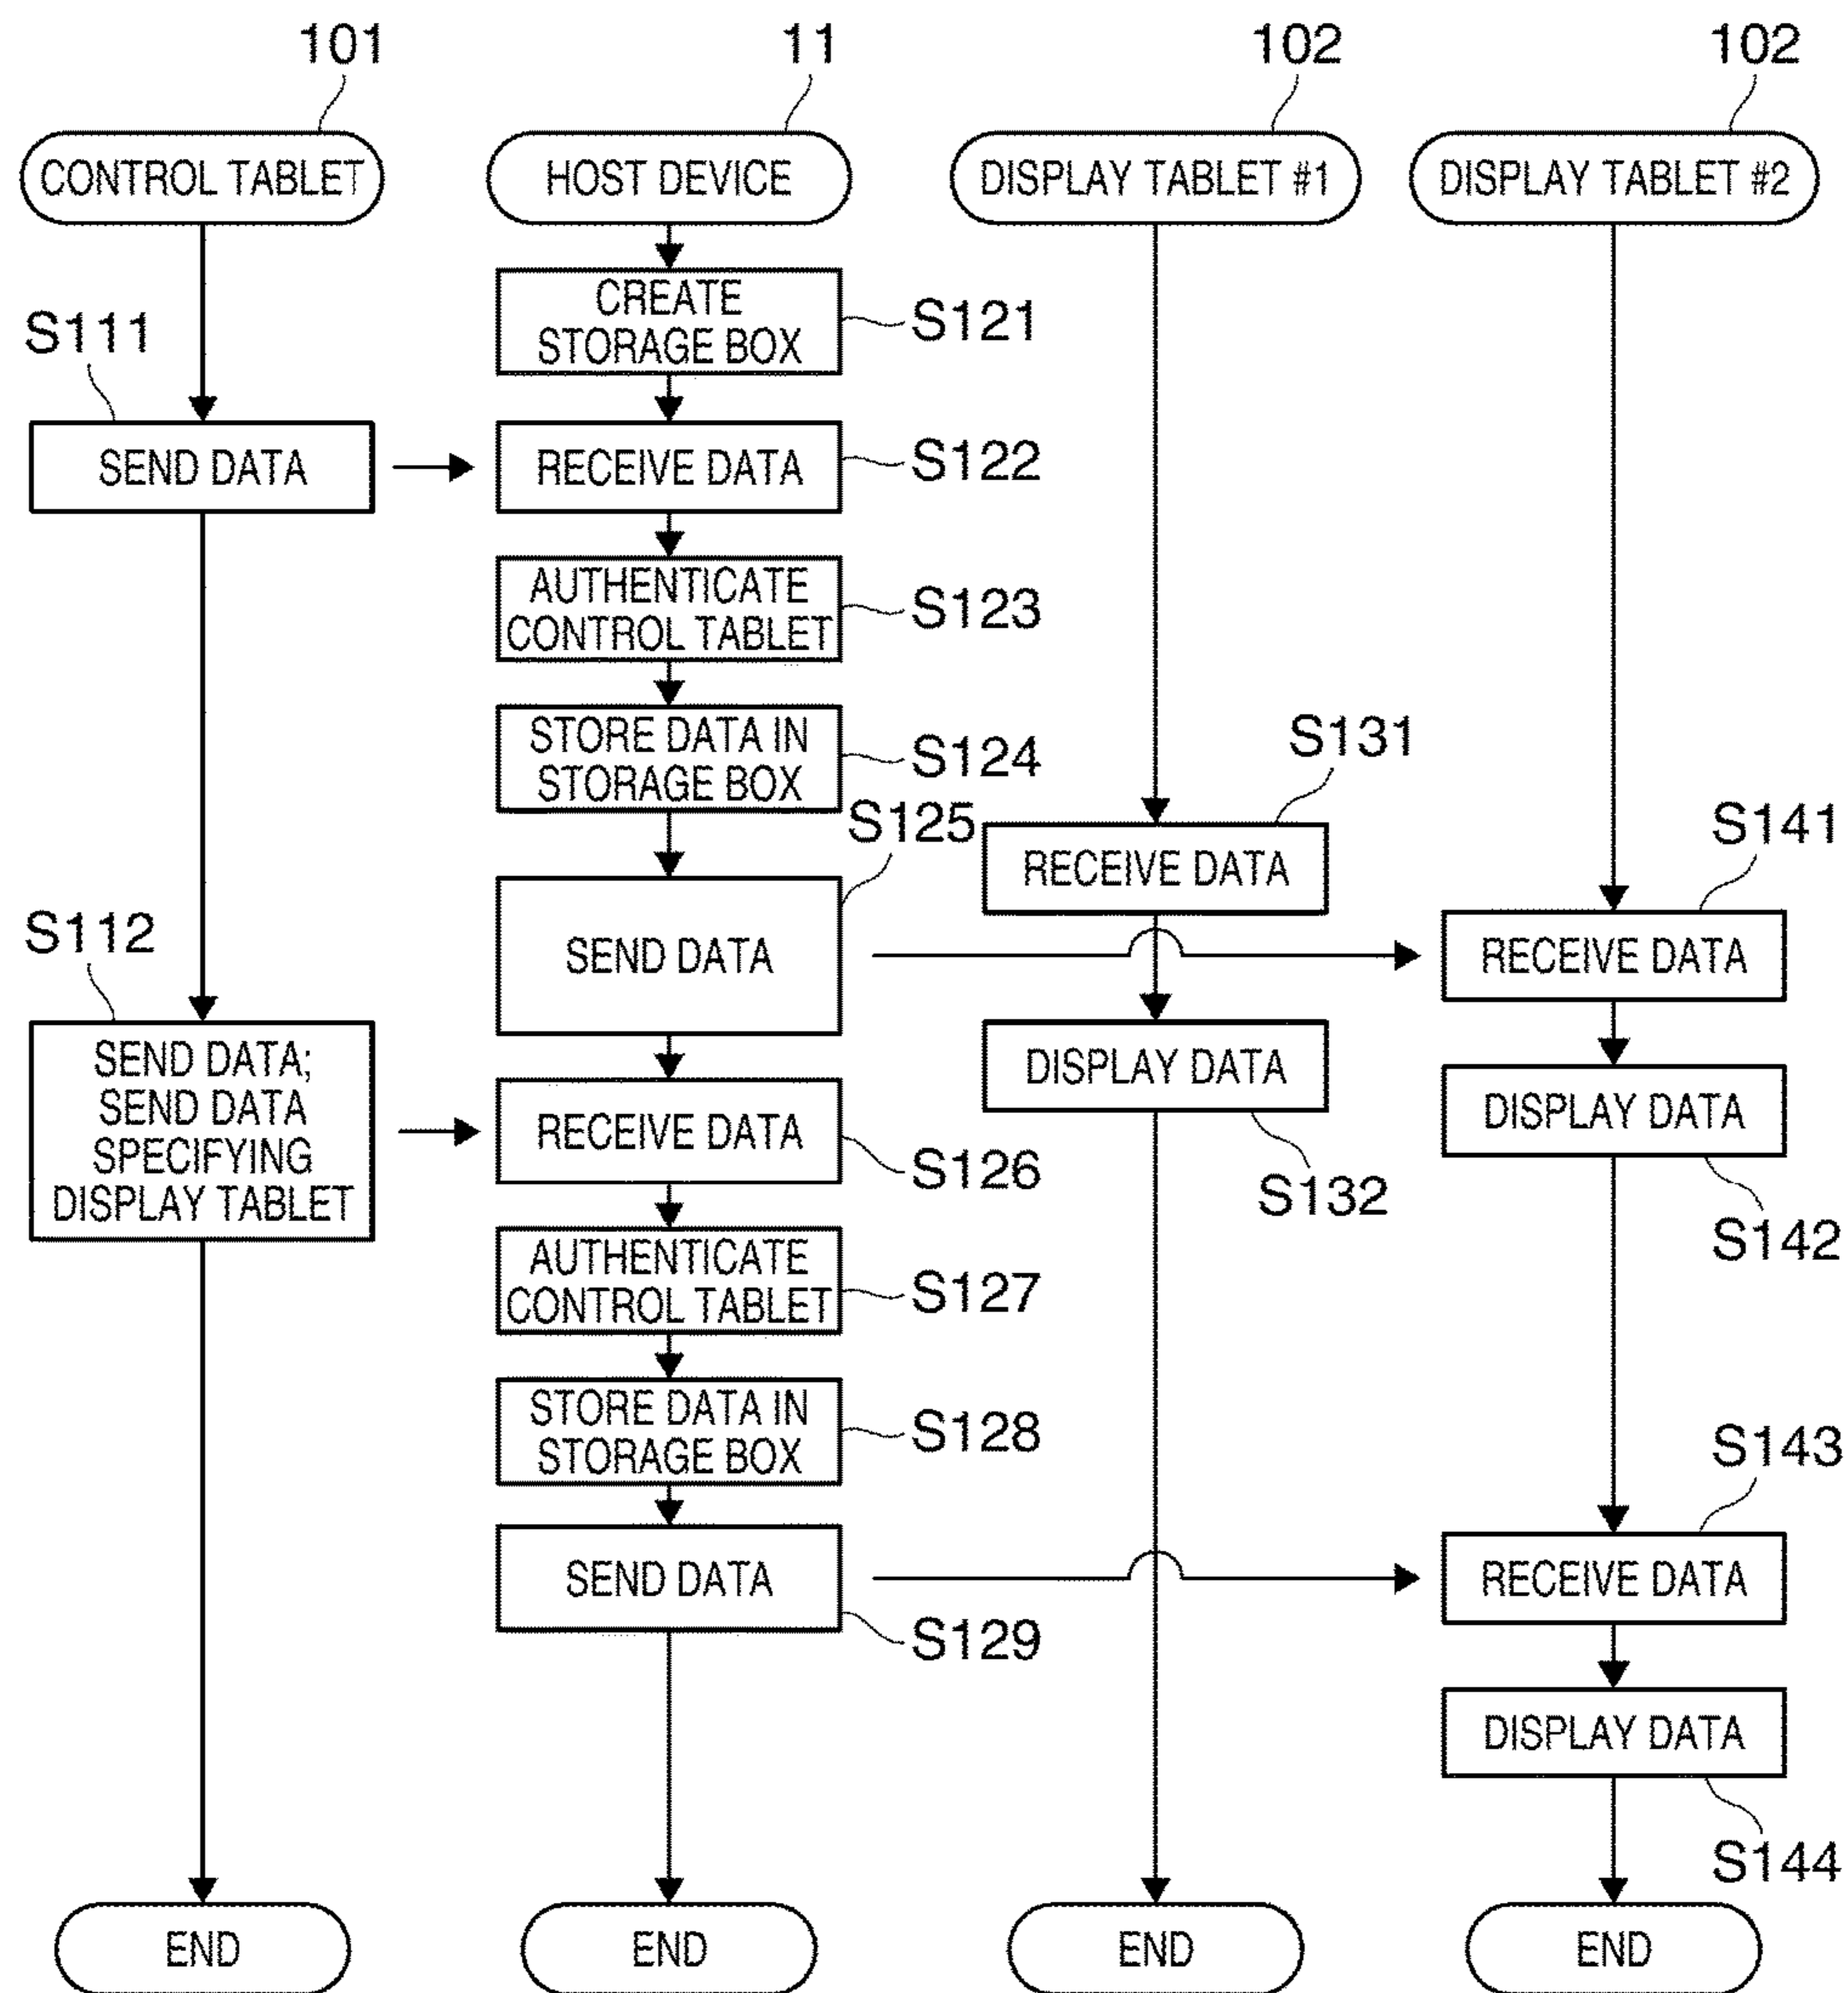 101
11
102
102
CONTROL TABLET
HOST DEVICE
DISPLAY TABLET #1
DISPLAY TABLET #2
CREATE
STORAGE BOX
S121
S111
SEND DATA
RECEIVE DATA
S122
AUTHENTICATE
CONTROL TABLET
S123
STORE DATA IN
STORAGE BOX
S124
S125
S131
RECEIVE DATA
S141
SEND DATA
RECEIVE DATA
S112
SEND DATA;
SEND DATA
SPECIFYING
DISPLAY TABLET
DISPLAY DATA
S132
DISPLAY DATA
S142
RECEIVE DATA
S126
AUTHENTICATE
CONTROL TABLET
S127
STORE DATA IN
STORAGE BOX
S128
S143
SEND DATA
S129
RECEIVE DATA
DISPLAY DATA
S144
END
END
END
END